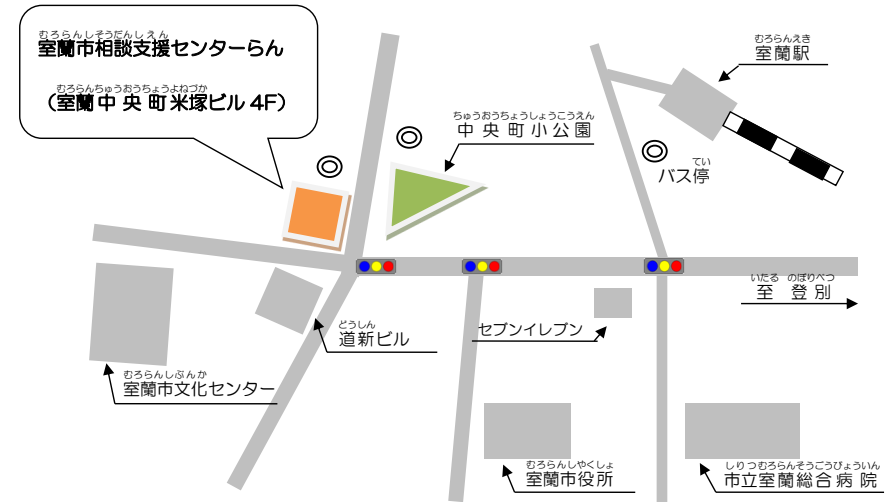 むろらんしそうだんしえん
室蘭市相談支援センターらん
むろらんちゅうおうちょうよねづか
（室蘭中央町米塚ビル 4F）
むろらんえき
室蘭駅
ちゅうおうちょうしょうこうえん
中央町小公園
てい
バス停
いたる のぼりべつ
至 登別
どうしん
道新ビル
セブンイレブン
むろらんしぶんか
室蘭市文化センター
むろらんしやくしょ
室蘭市役所
しりつむろらんそうごうびょういん
市立室蘭総合病院